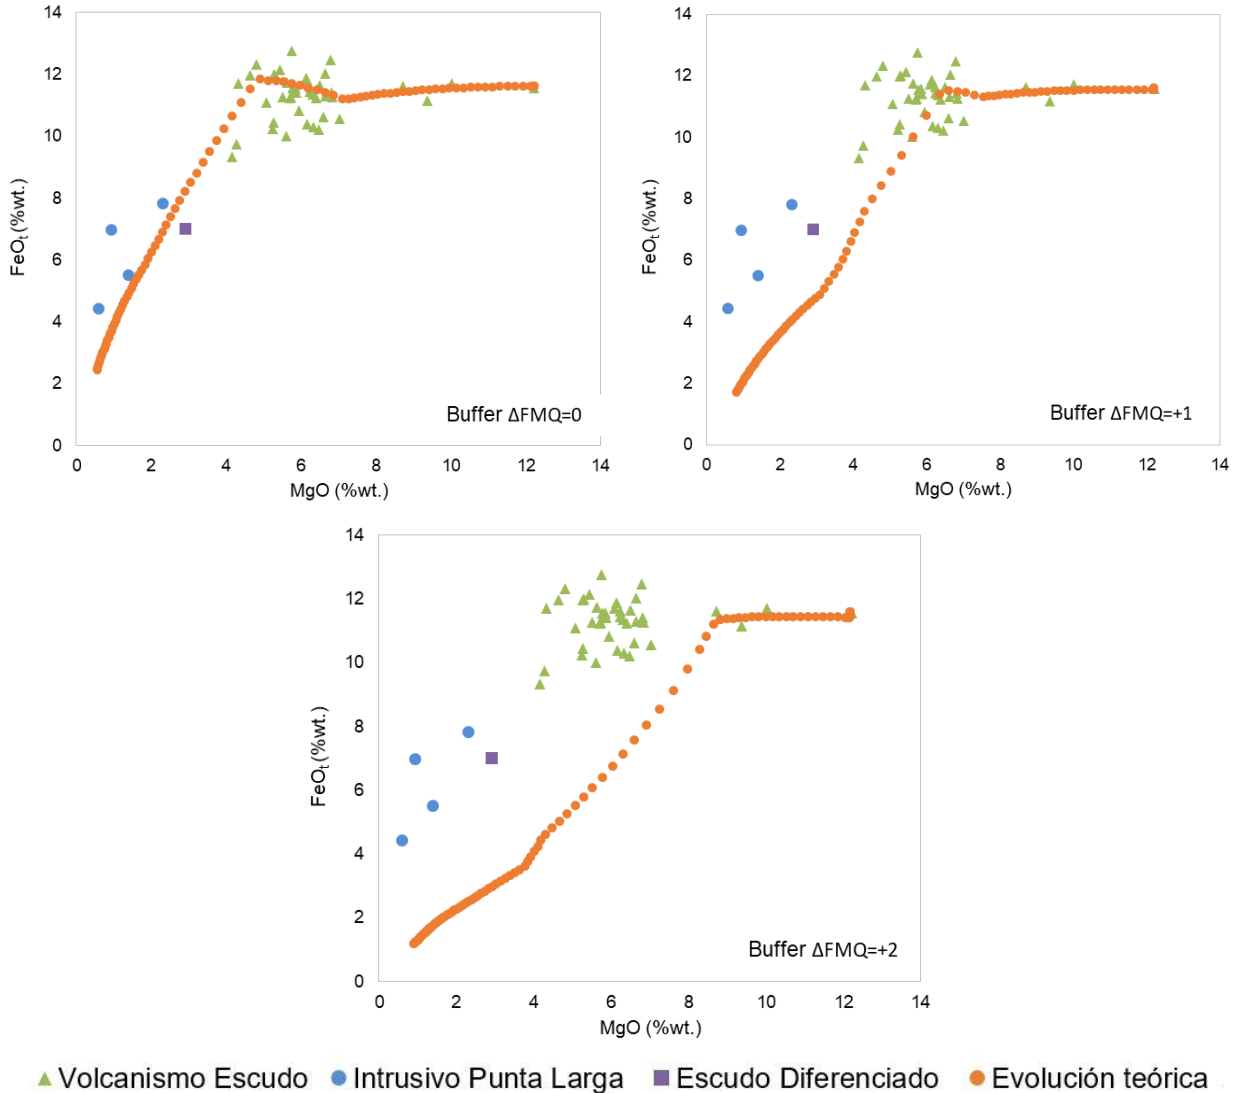 14
12
10
8
6
4
2
0
FeOₜ (%wt.)
0 2 4 6 8 10 12 14
MgO (%wt.)
Buffer ΔFMQ=0
14
12
10
8
6
4
2
0
FeOₜ (%wt.)
0 2 4 6 8 10 12 14
MgO (%wt.)
Buffer ΔFMQ=+1
14
12
10
8
6
4
2
0
FeOₜ (%wt.)
0 2 4 6 8 10 12 14
MgO (%wt.)
Buffer ΔFMQ=+2
Volcanismo Escudo Intrusivo Punta Larga Escudo Diferenciado Evolución teórica